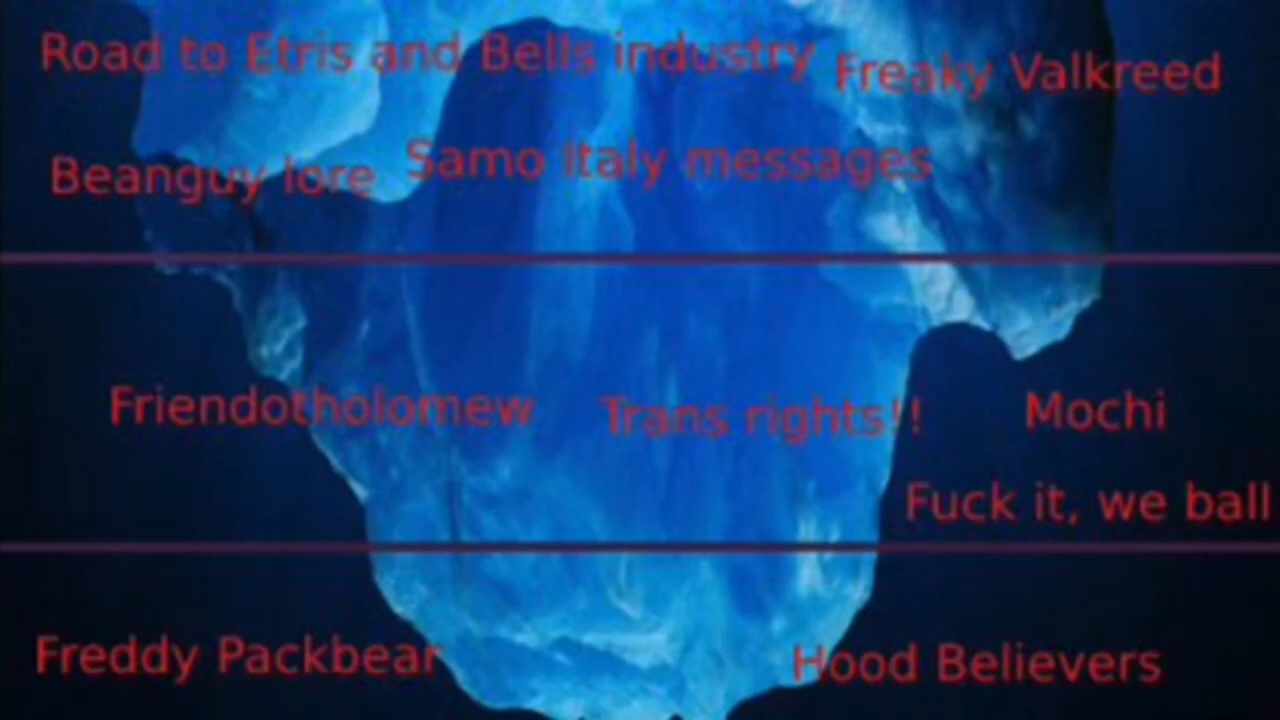 Road to Etris and Bells industry
Freaky Valkreed
Beanguy lore
Samo Italy messages
Friendotholomew
Trans rights!!
Mochi
Fuck it, we ball
Freddy Packbear
Hood Believers